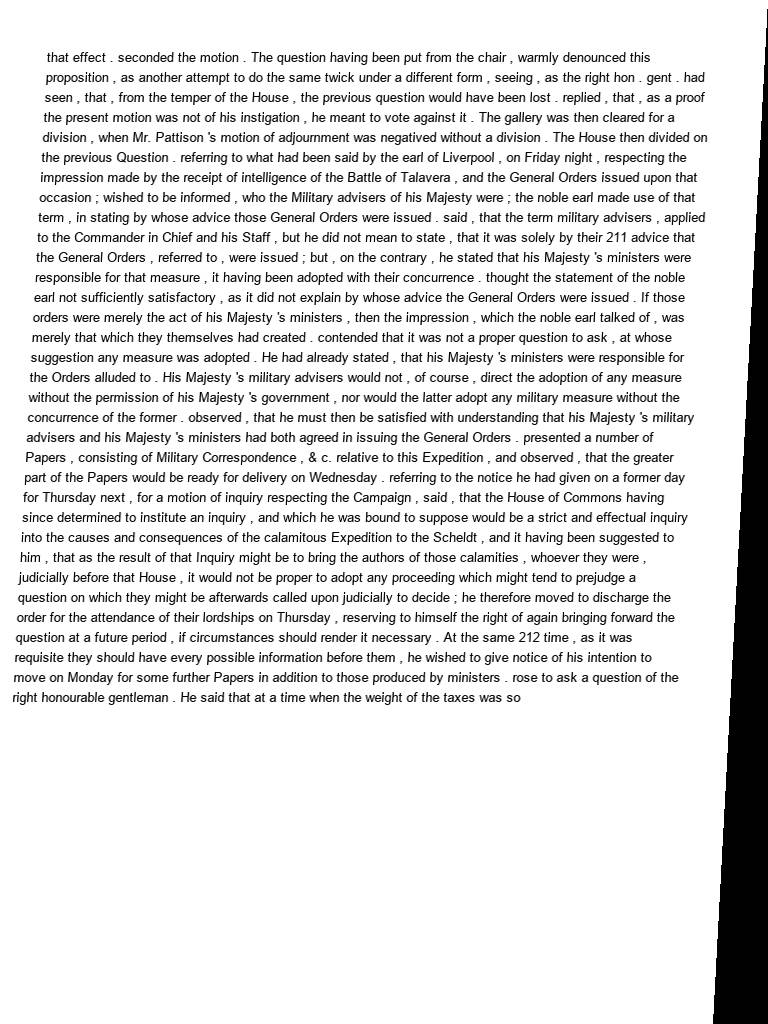 that effect . seconded the motion . The question having been put from the chair , warmly denounced this
proposition , as another attempt to do the same twick under a different form , seeing , as the right hon . gent . had
seen , that , from the temper of the House , the previous question would have been lost . replied , that , as a proof
the present motion was not of his instigation , he meant to vote against it . The gallery was then cleared for a
division , when Mr. Pattison 's motion of adjournment was negatived without a division . The House then divided on
the previous Question . referring to what had been said by the earl of Liverpool , on Friday night , respecting the
impression made by the receipt of intelligence of the Battle of Talavera , and the General Orders issued upon that
occasion ; wished to be informed , who the Military advisers of his Majesty were ; the noble earl made use of that
term , in stating by whose advice those General Orders were issued . said , that the term military advisers , applied
to the Commander in Chief and his Staff , but he did not mean to state , that it was solely by their 211 advice that
the General Orders , referred to , were issued ; but , on the contrary , he stated that his Majesty 's ministers were
responsible for that measure , it having been adopted with their concurrence . thought the statement of the noble
earl not sufficiently satisfactory , as it did not explain by whose advice the General Orders were issued . If those
orders were merely the act of his Majesty 's ministers , then the impression , which the noble earl talked of , was
merely that which they themselves had created . contended that it was not a proper question to ask , at whose
suggestion any measure was adopted . He had already stated , that his Majesty 's ministers were responsible for
the Orders alluded to . His Majesty 's military advisers would not , of course , direct the adoption of any measure
without the permission of his Majesty 's government , nor would the latter adopt any military measure without the
concurrence of the former . observed , that he must then be satisfied with understanding that his Majesty 's military
advisers and his Majesty 's ministers had both agreed in issuing the General Orders . presented a number of
Papers , consisting of Military Correspondence , & c. relative to this Expedition , and observed , that the greater
part of the Papers would be ready for delivery on Wednesday . referring to the notice he had given on a former day
for Thursday next , for a motion of inquiry respecting the Campaign , said , that the House of Commons having
since determined to institute an inquiry , and which he was bound to suppose would be a strict and effectual inquiry
into the causes and consequences of the calamitous Expedition to the Scheldt , and it having been suggested to
him , that as the result of that Inquiry might be to bring the authors of those calamities , whoever they were ,
judicially before that House , it would not be proper to adopt any proceeding which might tend to prejudge a
question on which they might be afterwards called upon judicially to decide ; he therefore moved to discharge the
order for the attendance of their lordships on Thursday , reserving to himself the right of again bringing forward the
question at a future period , if circumstances should render it necessary . At the same 212 time , as it was
requisite they should have every possible information before them , he wished to give notice of his intention to
move on Monday for some further Papers in addition to those produced by ministers . rose to ask a question of the
right honourable gentleman . He said that at a time when the weight of the taxes was so